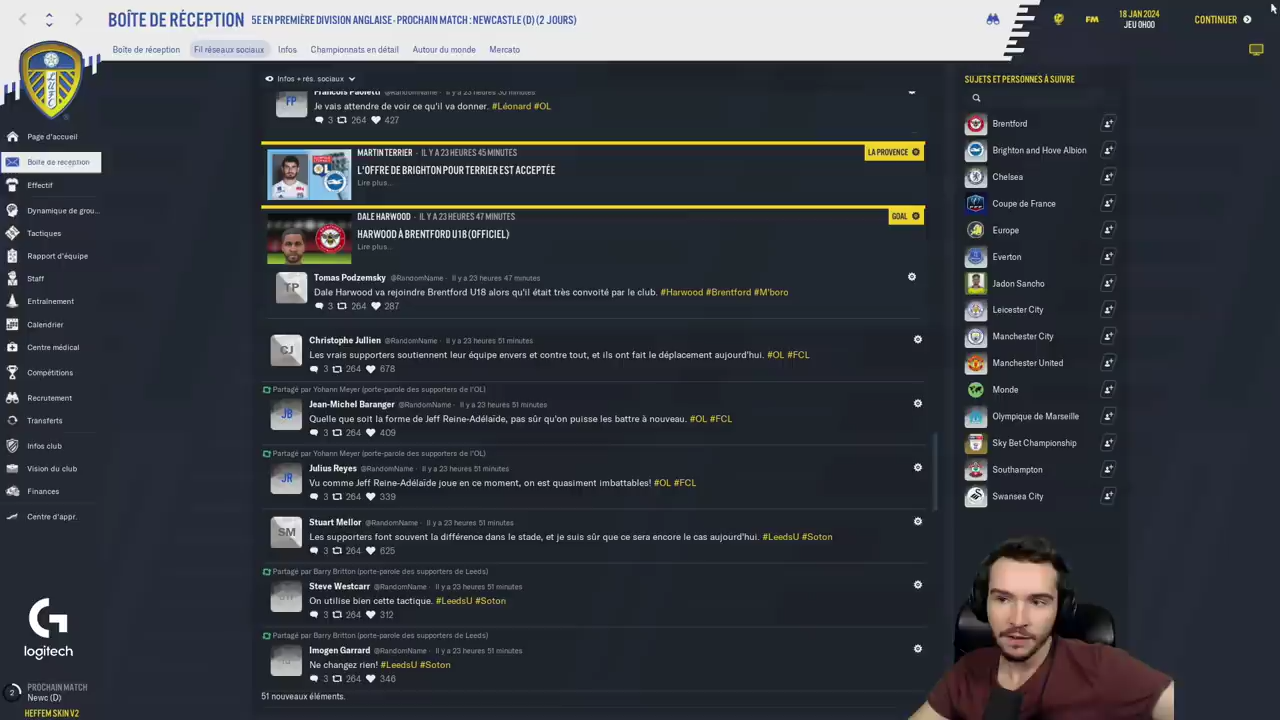 BOÎTE DE RÉCEPTION
5E EN PREMIÈRE DIVISION ANGLAISE - PROCHAIN MATCH : NEWCASTLE (D) (2 JOURS)
FM
18 JAN 2024
JEU 0H00
CONTINUER
Boîte de réception
Fil réseaux sociaux
Infos
Championnats en détail
Autour du monde
Mercato
Page d'accueil
Boîte de réception
Effectif
Dynamique de grou...
Tactiques
Rapport d'équipe
Staff
Entraînement
Calendrier
Centre médical
Compétitions
Recrutement
Transferts
Infos club
Vision du club
Finances
Centre d'appr.
logitech
2
PROCHAIN MATCH
Newc (D)
HEFFEM SKIN V2
Infos + rés. sociaux
FP
Francois Paoletti @RandomName · Il y a 23 heures 30 minutes
Je vais attendre de voir ce qu'il va donner. #Léonard #OL
3 264 427
MARTIN TERRIER - IL Y A 23 HEURES 45 MINUTES
LA PROVENCE
L'OFFRE DE BRIGHTON POUR TERRIER EST ACCEPTÉE
Lire plus...
DALE HARWOOD - IL Y A 23 HEURES 47 MINUTES
GOAL
HARWOOD À BRENTFORD U18 (OFFICIEL)
Lire plus...
TP
Tomas Podzemsky @RandomName · Il y a 23 heures 47 minutes
Dale Harwood va rejoindre Brentford U18 alors qu'il était très convoité par le club. #Harwood #Brentford #M'boro
3 264 287
CJ
Christophe Jullien @RandomName · Il y a 23 heures 51 minutes
Les vrais supporters soutiennent leur équipe envers et contre tout, et ils ont fait le déplacement aujourd'hui. #OL #FCL
3 264 678
Partagé par Yohann Meyer (porte-parole des supporters de l'OL)
JB
Jean-Michel Baranger @RandomName · Il y a 23 heures 51 minutes
Quelle que soit la forme de Jeff Reine-Adélaïde, pas sûr qu'on puisse les battre à nouveau. #OL #FCL
3 264 409
Partagé par Yohann Meyer (porte-parole des supporters de l'OL)
JR
Julius Reyes @RandomName · Il y a 23 heures 51 minutes
Vu comme Jeff Reine-Adélaïde joue en ce moment, on est quasiment imbattables! #OL #FCL
3 264 339
SM
Stuart Mellor @RandomName · Il y a 23 heures 51 minutes
Les supporters font souvent la différence dans le stade, et je suis sûr que ce sera encore le cas aujourd'hui. #LeedsU #Soton
3 264 625
Partagé par Barry Britton (porte-parole des supporters de Leeds)
Steve Westcarr @RandomName · Il y a 23 heures 51 minutes
On utilise bien cette tactique. #LeedsU #Soton
3 264 312
Partagé par Barry Britton (porte-parole des supporters de Leeds)
Imogen Garrard @RandomName · Il y a 23 heures 51 minutes
Ne changez rien! #LeedsU #Soton
3 264 346
51 nouveaux éléments.
SUJETS ET PERSONNES À SUIVRE
Brentford
Brighton and Hove Albion
Chelsea
Coupe de France
Europe
Everton
Jadon Sancho
Leicester City
Manchester City
Manchester United
Monde
Olympique de Marseille
Sky Bet Championship
Southampton
Swansea City